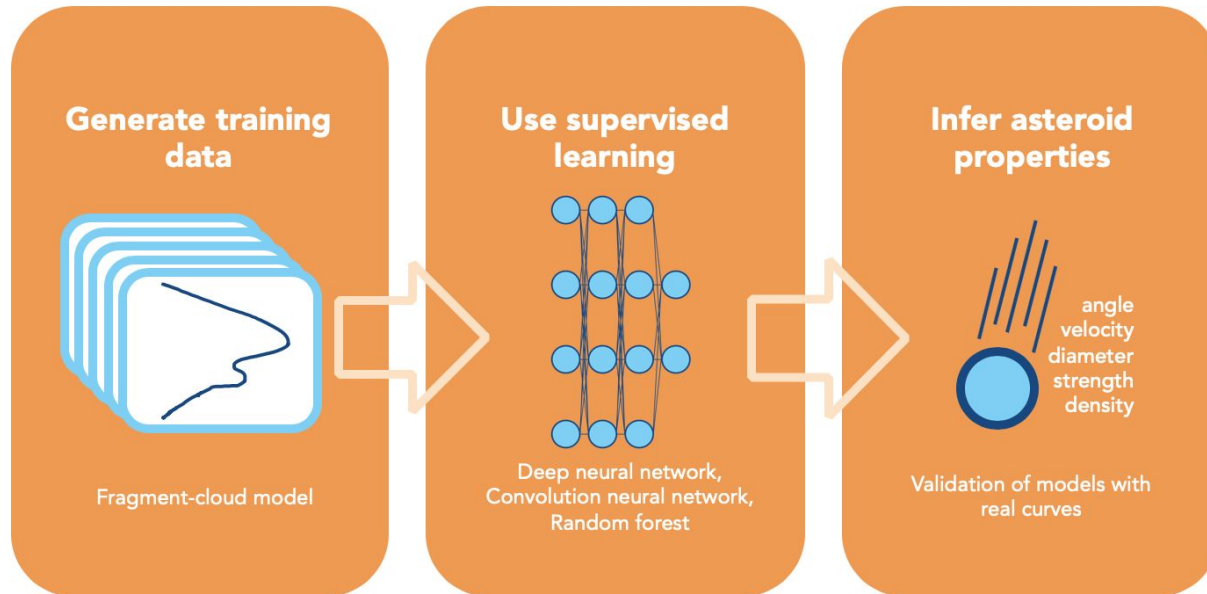 Generate training
data
Fragment-cloud model
Use supervised
learning
Deep neural network,
Convolution neural network,
Random forest
Infer asteroid
properties
angle
velocity
diameter
strength
density
Validation of models with
real curves